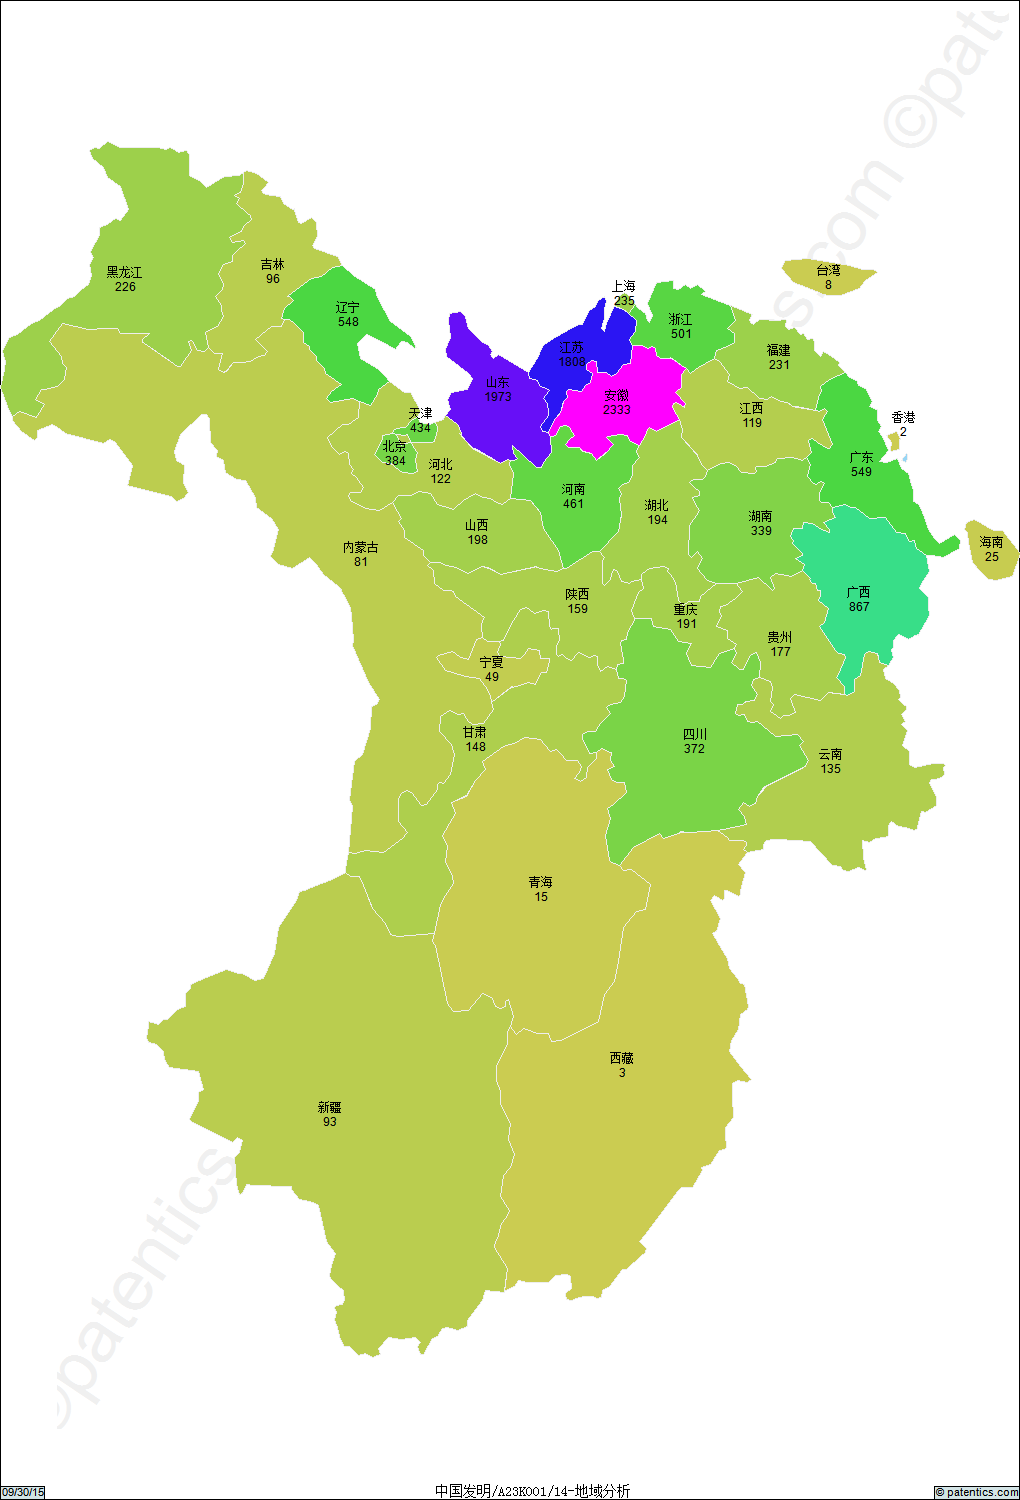 ©patentics.com ©pate
黑龙江
226
吉林
96
辽宁
548
上海
235
台湾
8
浙江
501
江苏
1808
福建
231
山东
1973
安徽
2333
江西
119
天津
434
香港
2
北京
384
河北
122
广东
549
河南
461
湖北
194
湖南
339
山西
198
海南
25
内蒙古
81
陕西
159
重庆
191
广西
867
贵州
177
宁夏
49
甘肃
148
四川
372
云南
135
青海
15
西藏
3
新疆
93
©patentics
09/30/15
中国发明/A23K001/14-地域分析
© patentics.com